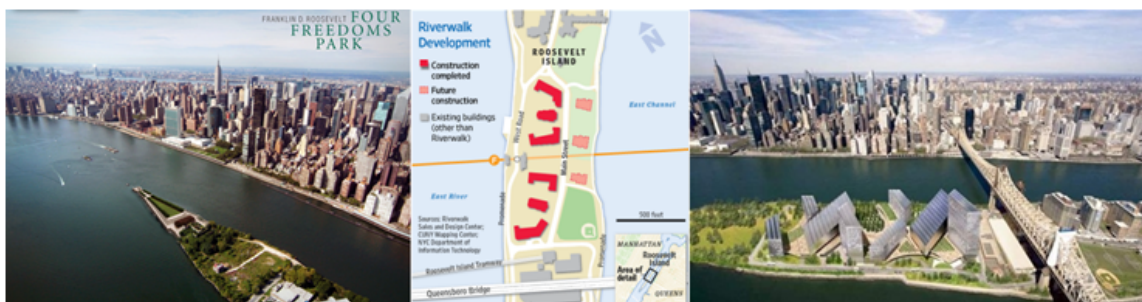 FRANKLIN D ROOSEVELT FOUR
FREEDOMS
PARK
Riverwalk
Development
Construction
completed
Future
construction
Existing buildings
(other than
Riverwalk)
ROOSEVELT
ISLAND
West Road
Main Street
East Channel
F
East River
Promenade
Promenade
Sources: Riverwalk
Sales and Design Center;
CUNY Mapping Center;
NYC Department of
Information Technology
500 feet
Roosevelt Island Tramway
Queensboro Bridge
MANHATTAN
Roosevelt
Island
Area of
detail
QUEENS
N